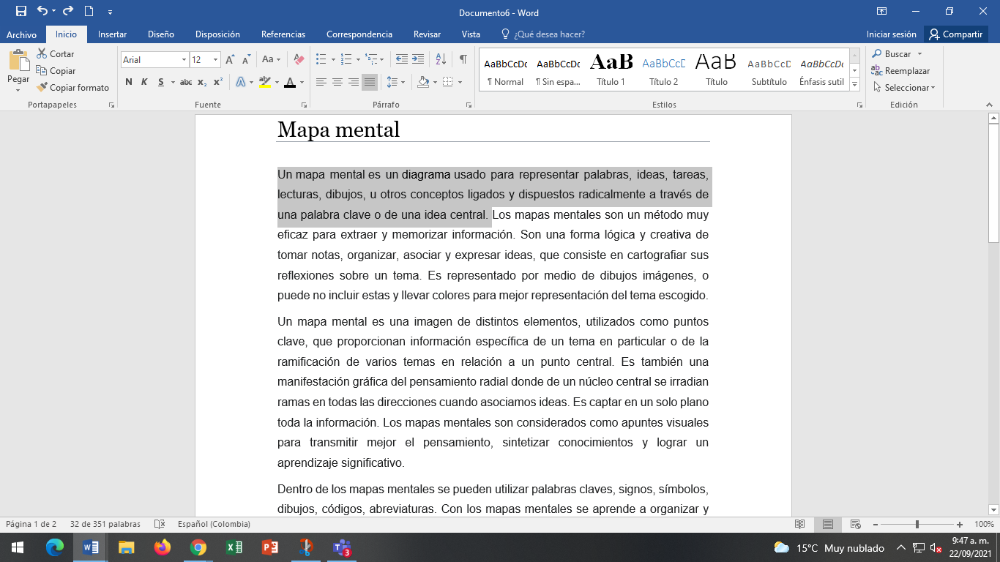 Documento6 - Word
Archivo Inicio Insertar Diseño Disposición Referencias Correspondencia Revisar Vista ¿Qué desea hacer? Iniciar sesión Compartir
Pegar
Cortar
Copiar
Copiar formato
Portapapeles
Arial 12 Aa
N K S abc x₂ x² A ab A
Fuente
Párrafo
AaBbCcDc AaBbCcDc AaB AaBbCcD AaB AaBbCcD AaBbCcDc
¶ Normal ¶ Sin espa... Título 1 Título 2 Título Subtítulo Énfasis sutil
Estilos
Buscar
Reemplazar
Seleccionar
Edición
Mapa mental
Un mapa mental es un diagrama usado para representar palabras, ideas, tareas,
lecturas, dibujos, u otros conceptos ligados y dispuestos radicalmente a través de
una palabra clave o de una idea central. Los mapas mentales son un método muy
eficaz para extraer y memorizar información. Son una forma lógica y creativa de
tomar notas, organizar, asociar y expresar ideas, que consiste en cartografiar sus
reflexiones sobre un tema. Es representado por medio de dibujos imágenes, o
puede no incluir estas y llevar colores para mejor representación del tema escogido.
Un mapa mental es una imagen de distintos elementos, utilizados como puntos
clave, que proporcionan información específica de un tema en particular o de la
ramificación de varios temas en relación a un punto central. Es también una
manifestación gráfica del pensamiento radial donde de un núcleo central se irradian
ramas en todas las direcciones cuando asociamos ideas. Es captar en un solo plano
toda la información. Los mapas mentales son considerados como apuntes visuales
para transmitir mejor el pensamiento, sintetizar conocimientos y lograr un
aprendizaje significativo.
Dentro de los mapas mentales se pueden utilizar palabras claves, signos, símbolos,
dibujos, códigos, abreviaturas. Con los mapas mentales se aprende a organizar y
Página 1 de 2 32 de 351 palabras Español (Colombia) 100%
15°C Muy nublado
9:47 a. m.
22/09/2021